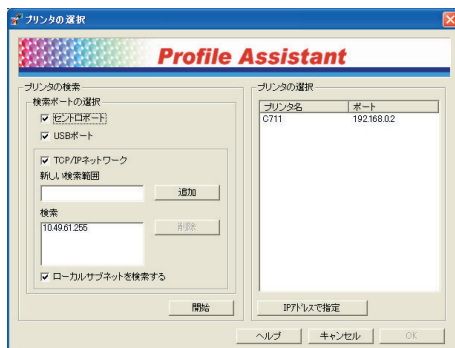 プリンタの選択
Profile Assistant
プリンタの検索
検索ポートの選択
セントロポート
USBポート
TCP/IPネットワーク
新しい検索範囲
追加
検索
10.49.61.255
削除
ローカルサブネットを検索する
開始
プリンタの選択
プリンタ名 ポート
C711 192.168.0.2
IPアドレスで指定
ヘルプ キャンセル OK